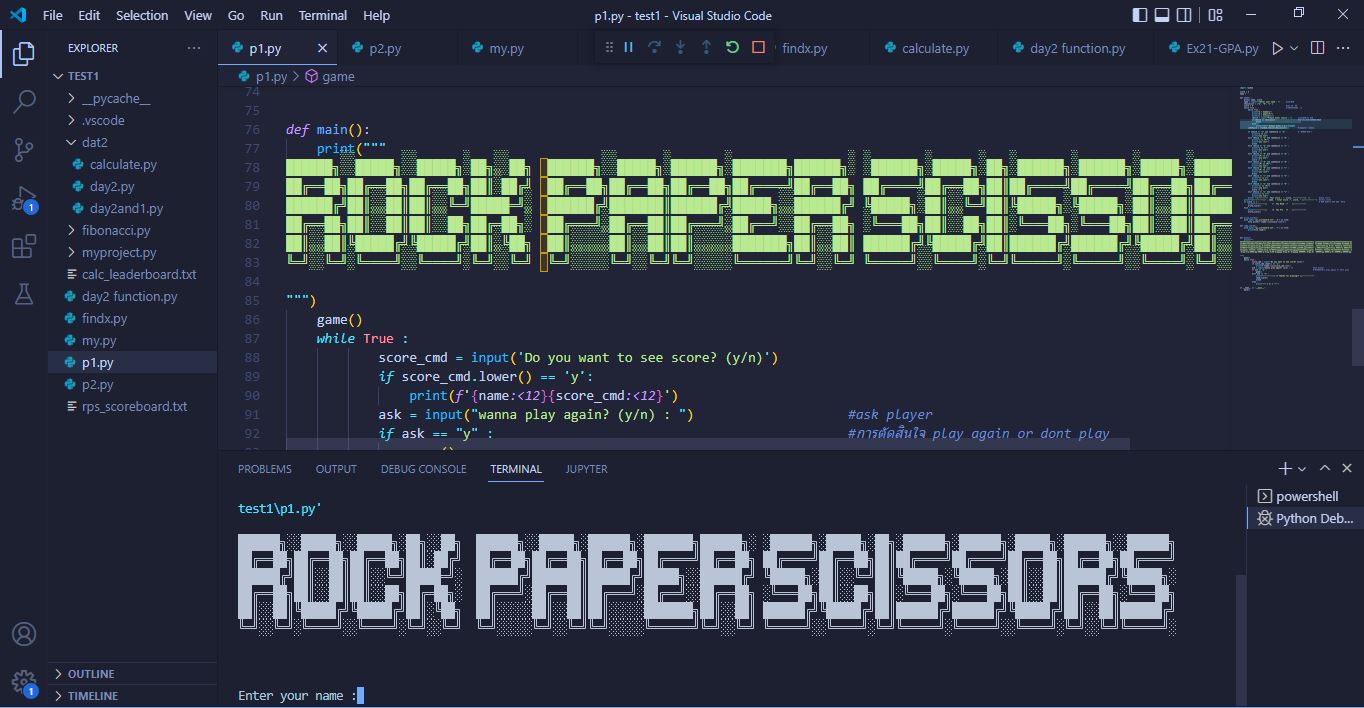 File Edit Selection View Go Run Terminal Help
p1.py - test1 - Visual Studio Code
EXPLORER
TEST1
__pycache__
.vscode
dat2
calculate.py
day2.py
day2and1.py
fibonacci.py
myproject.py
calc_leaderboard.txt
day2 function.py
findx.py
my.py
p1.py
p2.py
rps_scoreboard.txt
OUTLINE
TIMELINE
1
1
p1.py p2.py my.py findx.py calculate.py day2 function.py Ex21-GPA.py
p1.py > game
74
75
76 def main():
77 print("""
78
79
80
81
82
83
84
85 """)
86 game()
87 while True :
88 score_cmd = input('Do you want to see score? (y/n)')
89 if score_cmd.lower() == 'y':
90 print(f'{name:<12}{score_cmd:<12}')
91 ask = input("wanna play again? (y/n) : ") #ask player
92 if ask == "y" : #การตัดสินใจ play again or dont play
PROBLEMS OUTPUT DEBUG CONSOLE TERMINAL JUPYTER
powershell
Python Deb...
test1\p1.py'
ROCK PAPER SCISSORS
Enter your name :